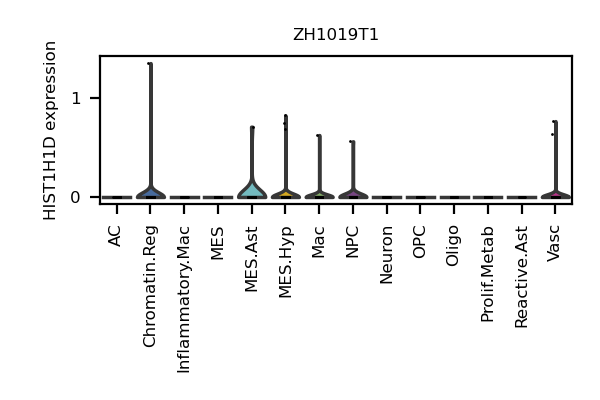 ZH1019T1
HIST1H1D expression
1
0
AC
Chromatin.Reg
Inflammatory.Mac
MES
MES.Ast
MES.Hyp
Mac
NPC
Neuron
OPC
Oligo
Prolif.Metab
Reactive.Ast
Vasc